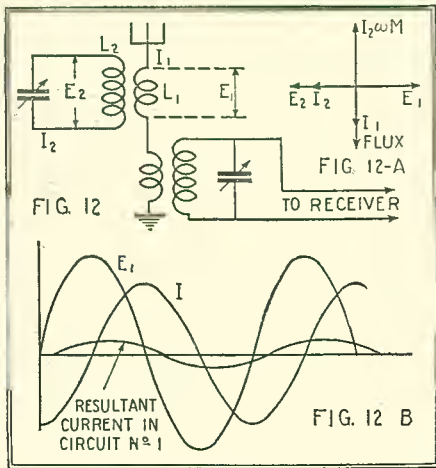 L₂
I₁
I₂ωM
E₂
L₁
E₁
E₂ I₂
E₁
I₂
I₁
FLUX
FIG. 12
FIG. 12-A
TO RECEIVER
E₁
I
RESULTANT
CURRENT IN
CIRCUIT Nº 1
FIG. 12 B